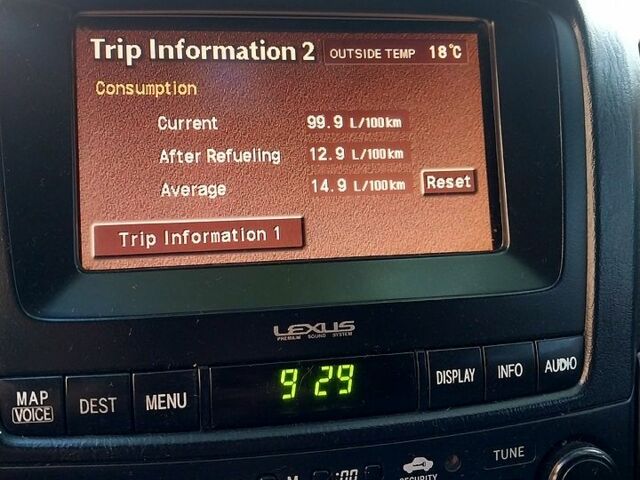 Trip Information 2 OUTSIDE TEMP 18°C
Consumption
Current 99.9 L/100km
After Refueling 12.9 L/100km
Average 14.9 L/100km Reset
Trip Information 1
LEXUS
PREMIUM SOUND SYSTEM
MAP
VOICE
DEST
MENU
9 29
DISPLAY
INFO
AUDIO
M :00
SECURITY
TUNE